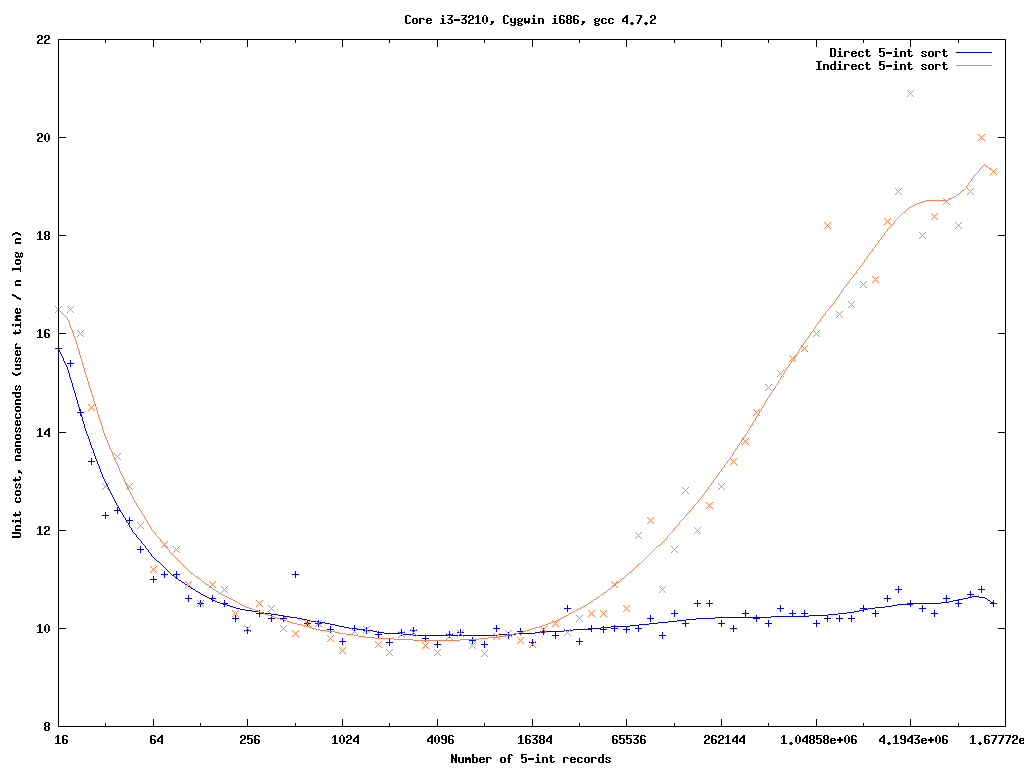 Core i3-3210, Cygwin i686, gcc 4.7.2
Direct 5-int sort
Indirect 5-int sort
22
20
18
16
14
12
10
8
Unit cost, nanoseconds (user time / n log n)
16 64 256 1024 4096 16384 65536 262144 1.04858e+06 4.1943e+06 1.67772e
Number of 5-int records